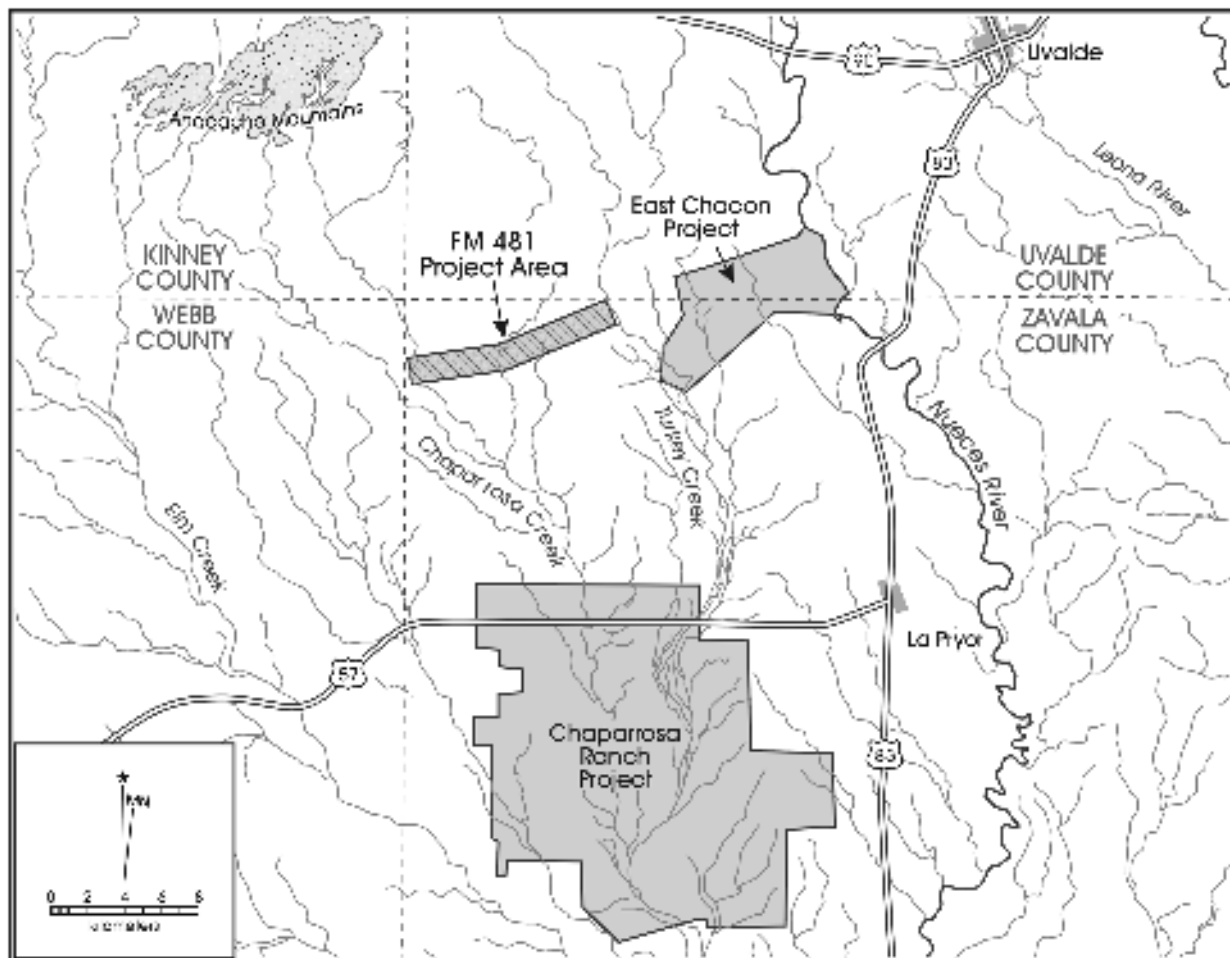 Uvalde
90
Anacacho Mountains
83
Leona River
East Chacon
Project
FM 481
Project Area
KINNEY
COUNTY
UVALDE
COUNTY
WEBB
COUNTY
ZAVALA
COUNTY
Turkey Creek
Nueces River
Chaparrosa Creek
Elm Creek
La Pryor
57
Chaparrosa
Ranch
Project
83
MN
0 2 4 6 8
kilometers